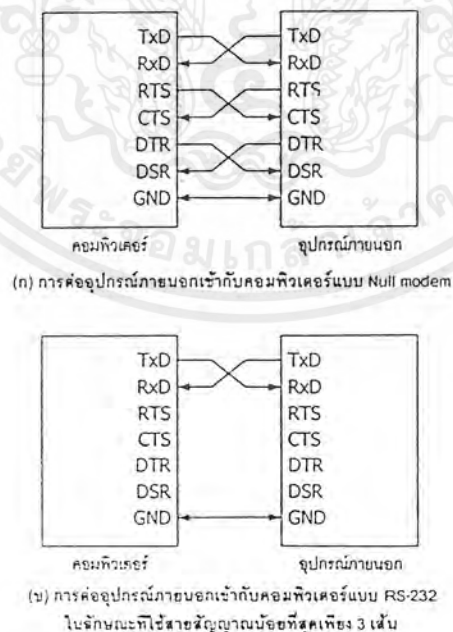 TxD TxD
RxD RxD
RTS RTS
CTS CTS
DTR DTR
DSR DSR
GND GND
คอมพิวเตอร์ อุปกรณ์ภายนอก
(ก) การต่ออุปกรณ์ภายนอกเข้ากับคอมพิวเตอร์แบบ Null modem
TxD TxD
RxD RxD
RTS RTS
CTS CTS
DTR DTR
DSR DSR
GND GND
คอมพิวเตอร์ อุปกรณ์ภายนอก
(ข) การต่ออุปกรณ์ภายนอกเข้ากับคอมพิวเตอร์แบบ RS-232
ในลักษณะที่ใช้สายสัญญาณน้อยที่สุดเพียง 3 เส้น